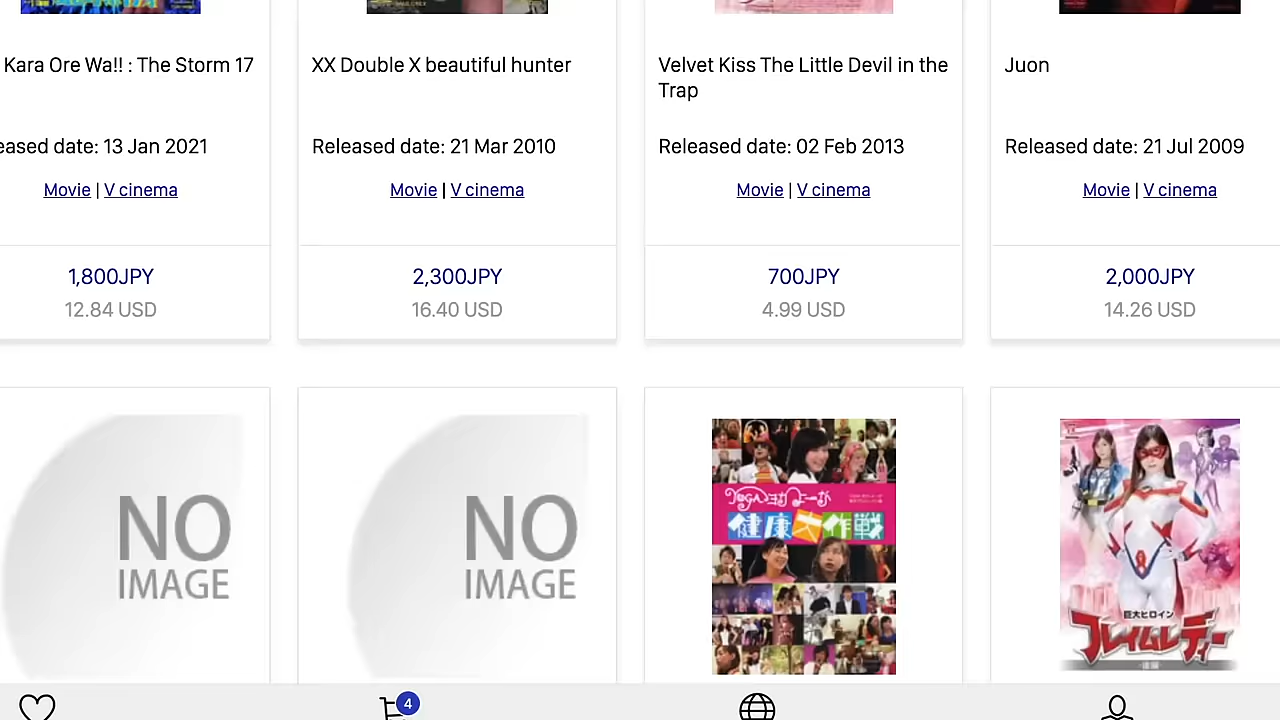 Kara Ore Wa!! : The Storm 17
XX Double X beautiful hunter
Velvet Kiss The Little Devil in the
Trap
Juon
eased date: 13 Jan 2021
Released date: 21 Mar 2010
Released date: 02 Feb 2013
Released date: 21 Jul 2009
Movie | V cinema
Movie | V cinema
Movie | V cinema
Movie | V cinema
1,800JPY
2,300JPY
700JPY
2,000JPY
12.84 USD
16.40 USD
4.99 USD
14.26 USD
NO
IMAGE
NO
IMAGE
健康大作戦
巨大ヒロイン
フレイムレディー
-後編-
4